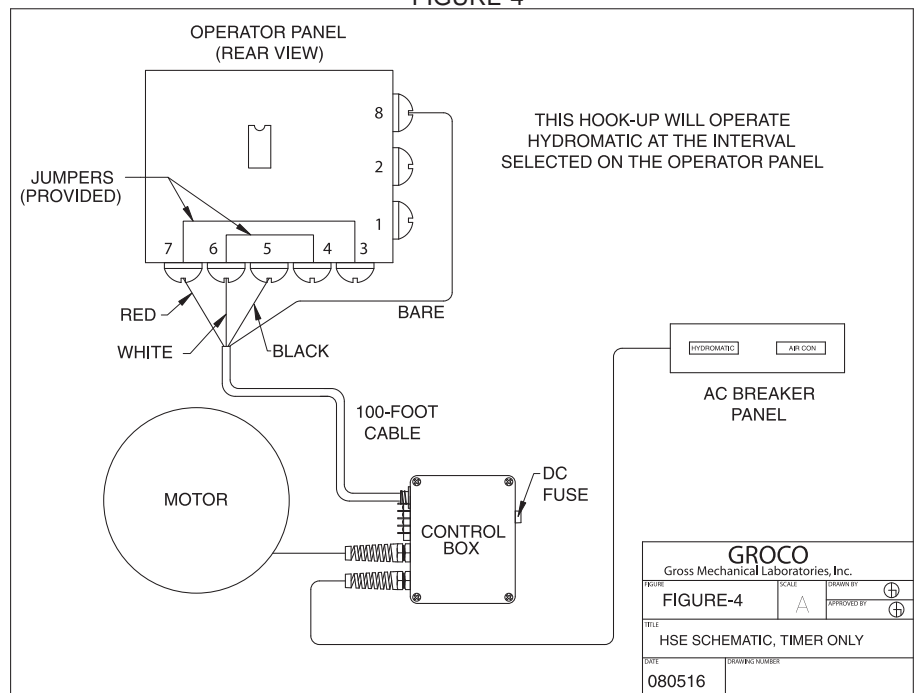 FIGURE-4
OPERATOR PANEL
(REAR VIEW)
8
THIS HOOK-UP WILL OPERATE
HYDROMATIC AT THE INTERVAL
SELECTED ON THE OPERATOR PANEL
2
JUMPERS
(PROVIDED)
1
7 6 5 4 3
RED
BARE
WHITE
BLACK
HYDROMATIC
AIR CON
AC BREAKER
PANEL
100-FOOT
CABLE
DC
FUSE
MOTOR
CONTROL
BOX
GROCO
Gross Mechanical Laboratories, Inc.
FIGURE
FIGURE-4
SCALE
A
DRAWN BY
APPROVED BY
TITLE
HSE SCHEMATIC, TIMER ONLY
DATE
080516
DRAWING NUMBER